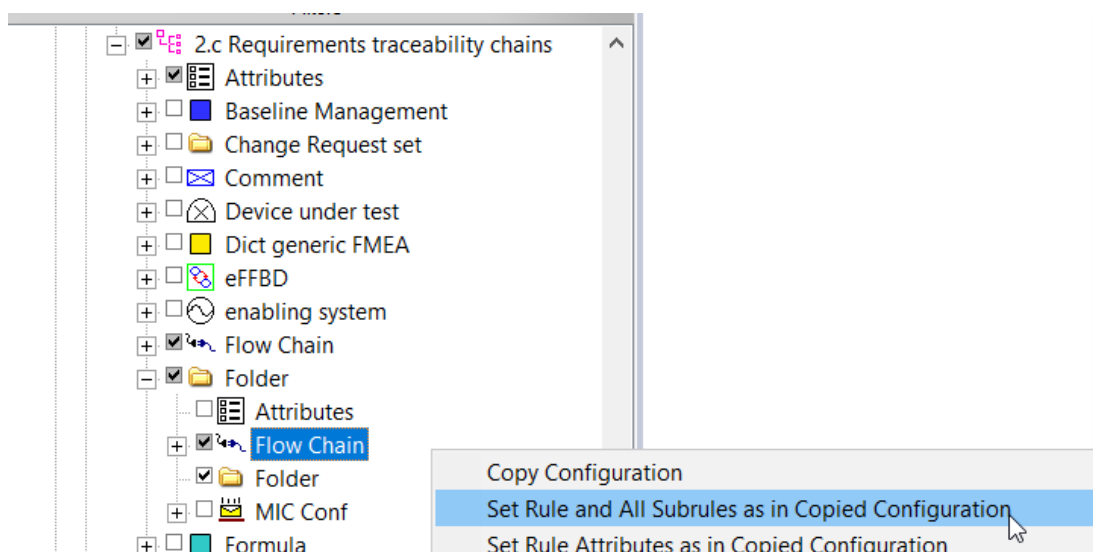 2.c Requirements traceability chains
Attributes
Baseline Management
Change Request set
Comment
Device under test
Dict generic FMEA
eFFBD
enabling system
Flow Chain
Folder
Attributes
Flow Chain
Folder
MIC Conf
Formula
Copy Configuration
Set Rule and All Subrules as in Copied Configuration
Set Rule Attributes as in Copied Configuration